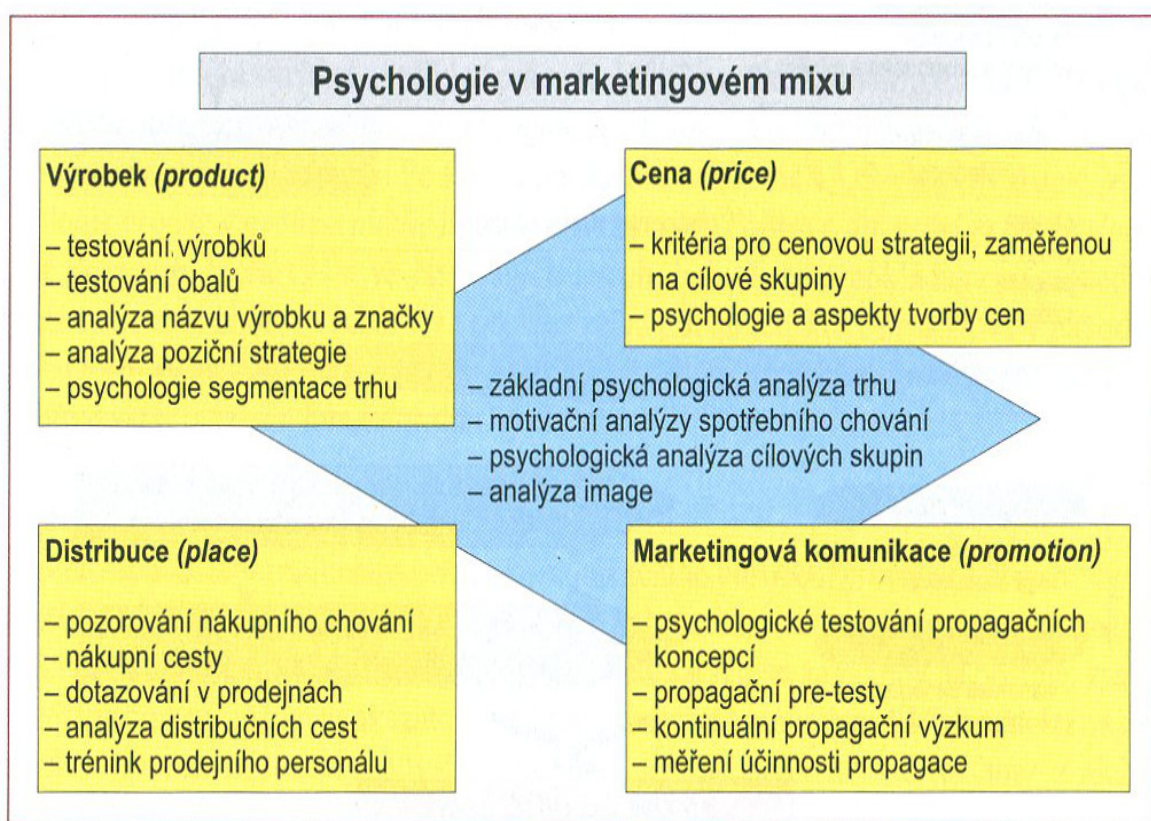 Psychologie v marketingovém mixu
Výrobek (product)
– testování výrobků
– testování obalů
– analýza názvu výrobku a značky
– analýza poziční strategie
– psychologie segmentace trhu
Cena (price)
– kritéria pro cenovou strategii, zaměřenou
na cílové skupiny
– psychologie a aspekty tvorby cen
– základní psychologická analýza trhu
– motivační analýzy spotřebního chování
– psychologická analýza cílových skupin
– analýza image
Distribuce (place)
– pozorování nákupního chování
– nákupní cesty
– dotazování v prodejnách
– analýza distribučních cest
– trénink prodejního personálu
Marketingová komunikace (promotion)
– psychologické testování propagačních
koncepcí
– propagační pre-testy
– kontinuální propagační výzkum
– měření účinnosti propagace